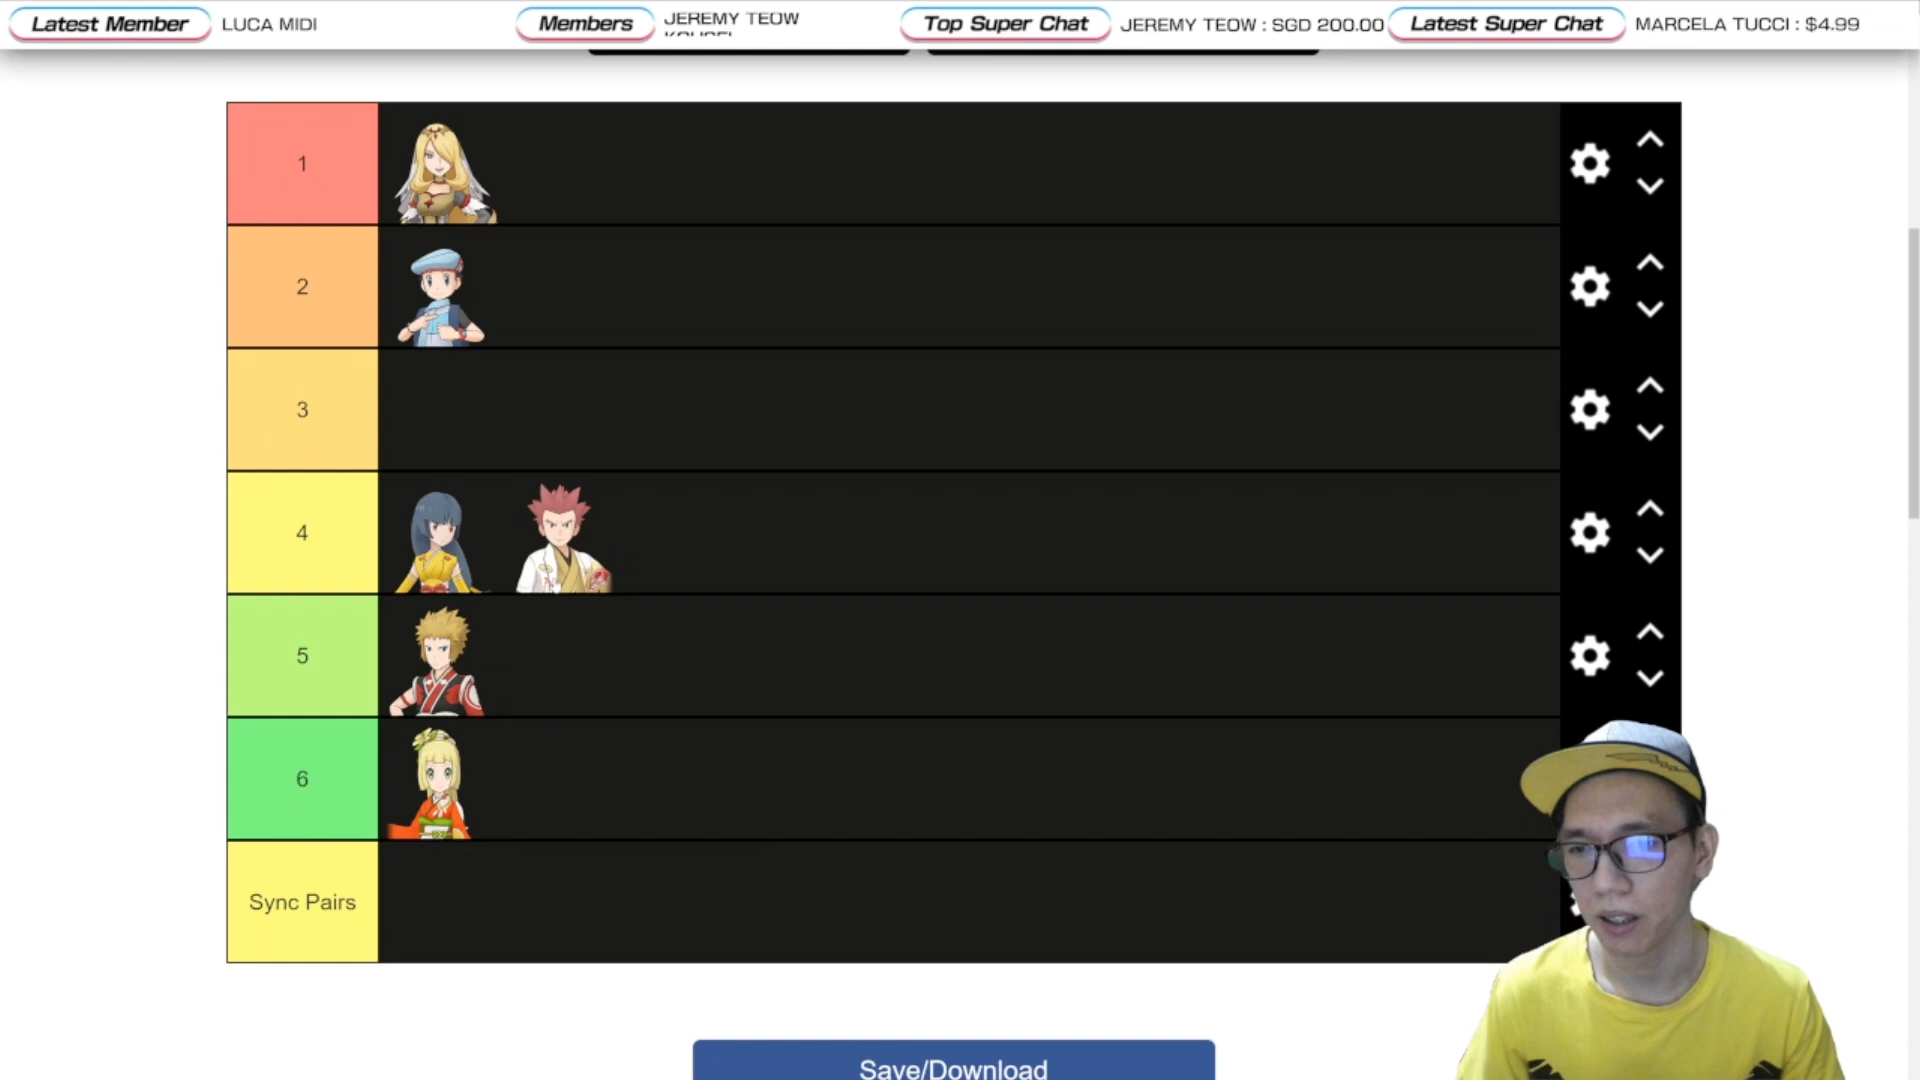 Latest Member LUCA MIDI Members JEREMY TEOW Top Super Chat JEREMY TEOW : SGD 200.00 Latest Super Chat MARCELA TUCCI : $4.99
1
2
3
4
5
6
Sync Pairs
Save/Download